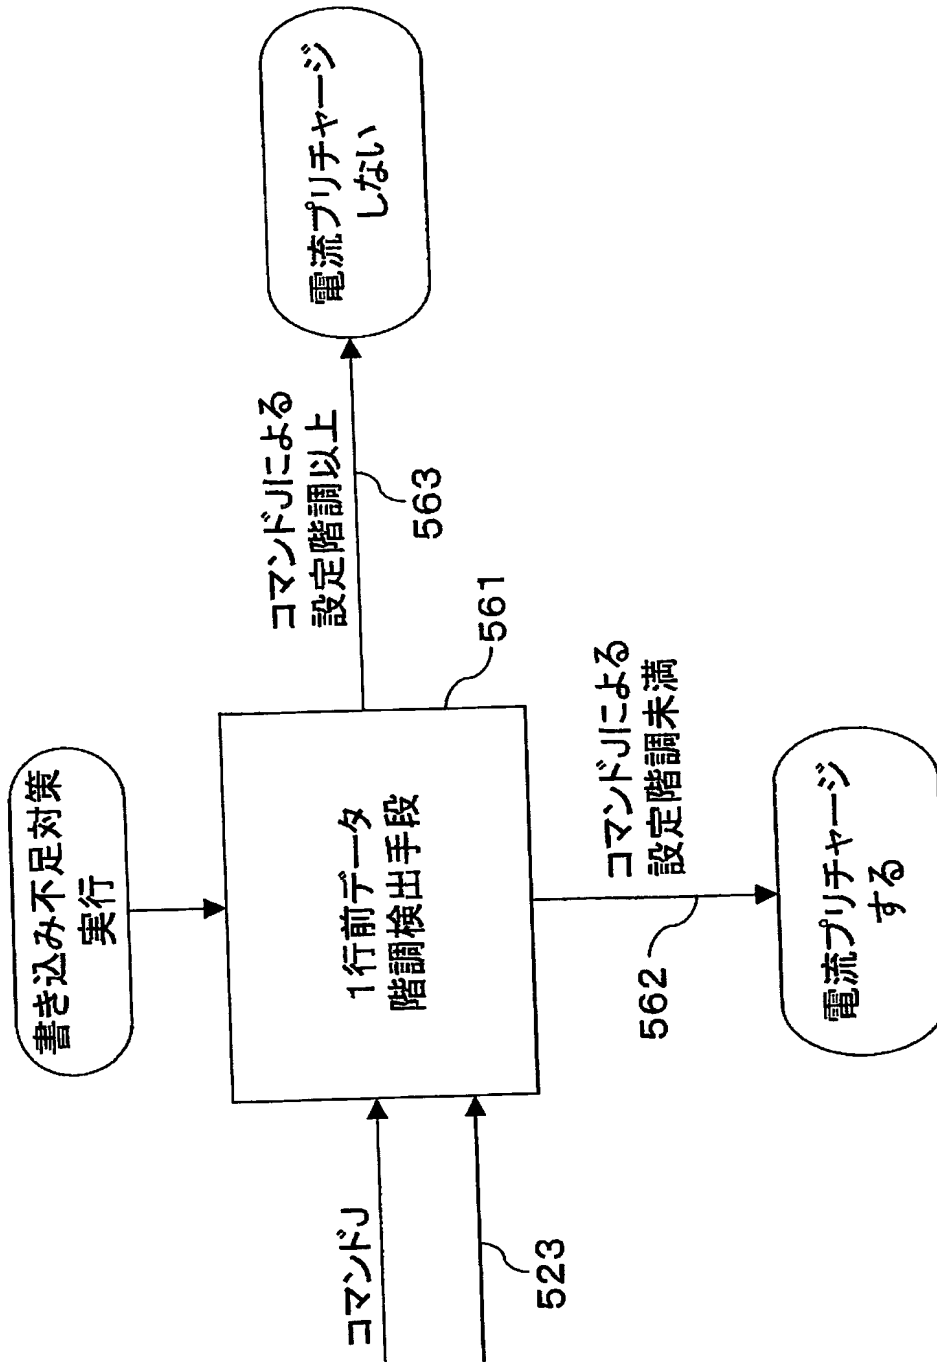 書き込み不足対策
実行
コマンドJ
523
1行前データ
階調検出手段
561
コマンドJによる
設定階調以上
563
電流プリチャージ
しない
コマンドJによる
設定階調未満
562
電流プリチャージ
する